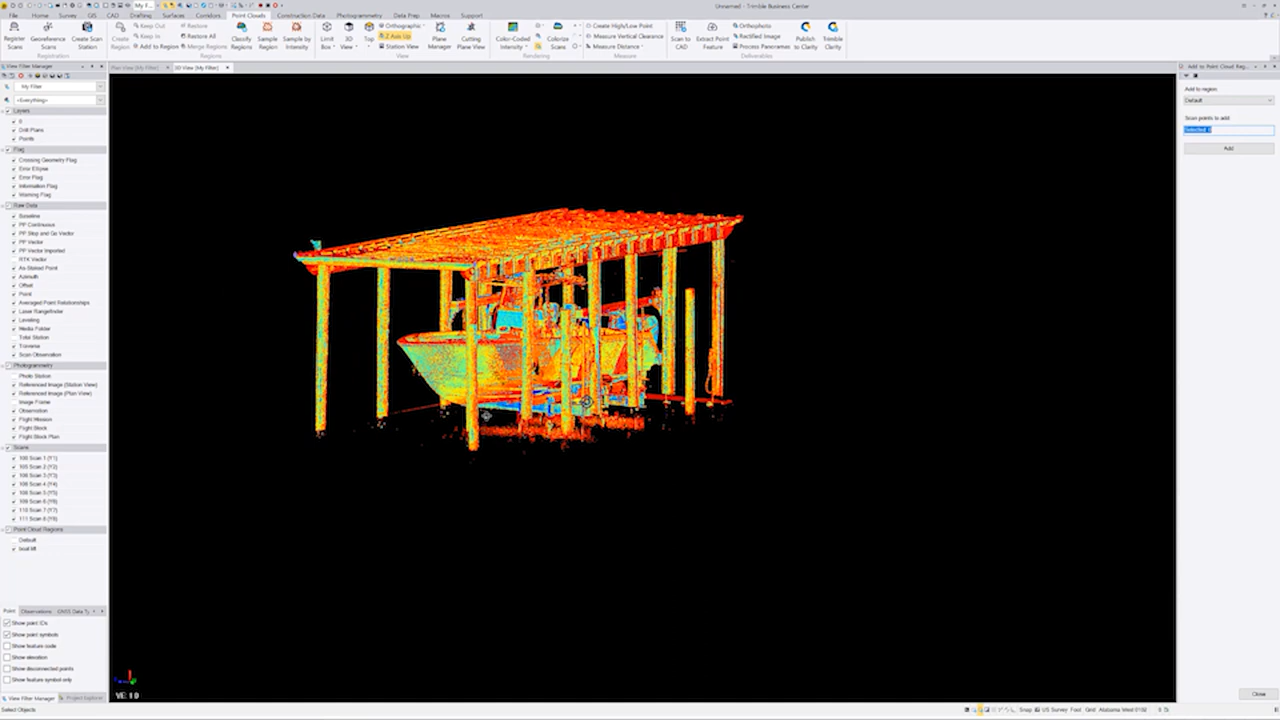 Unnamed - Trimble Business Center
File Home Survey GIS CAD Drafting Surfaces Corridors Point Clouds Construction Data Photogrammetry Data Prep Macros Support
Register Scans
Georeference Scans
Create Scan Station
Registration
Create Region
Keep Out
Keep In
Add to Region
Restore
Restore All
Merge Regions
Regions
Classify Regions
Sample Region
Sample by Intensity
Limit Box
3D View
Top
Orthographic
Z Axis Up
Station View
View
Plane Manager
Cutting Plane View
Color-Coded Intensity
Colorize Scans
Rendering
Create High/Low Point
Measure Vertical Clearance
Measure Distance
Measure
Scan to CAD
Extract Point Feature
Orthophoto
Rectified Image
Process Panoramas
Deliverables
Publish to Clarity
Trimble Clarity
View Filter Manager
Plan View (My Filter)
3D View (My Filter)
My Filter
<Everything>
Layers
0
Drill Plans
Points
Flag
Crossing Geometry Flag
Error Ellipse
Error Flag
Information Flag
Warning Flag
Raw Data
Baseline
PP Continuous
PP Stop and Go Vector
PP Vector
PP Vector Imported
RTK Vector
As-Staked Point
Azimuth
Offset
Point
Averaged Point Relationships
Laser Rangefinder
Leveling
Media Folder
Total Station
Traverse
Scan Observation
Photogrammetry
Photo Station
Referenced Image (Station View)
Referenced Image (Plan View)
Image Frame
Observation
Flight Mission
Flight Block
Flight Block Plan
Scans
Point Cloud Regions
Default
boat lift
Point Observations
Show point IDs
Show point symbols
Show feature code
Show elevation
Show disconnected points
Show feature symbol only
View Filter Manager Project Explorer
Select Objects
VE: 1.0
Add to Point Cloud Reg...
Add to region:
Default
Scan points to add:
Add
Close
Snap US Survey Foot Grid